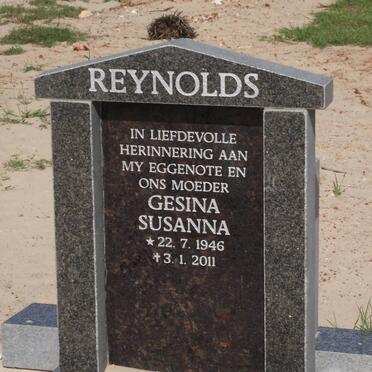 REYNOLDS
IN LIEFDEVOLLE
HERINNERING AAN
MY EGGENOTE EN
ONS MOEDER
GESINA
SUSANNA
★ 22. 7. 1946
✝ 3. 1. 2011